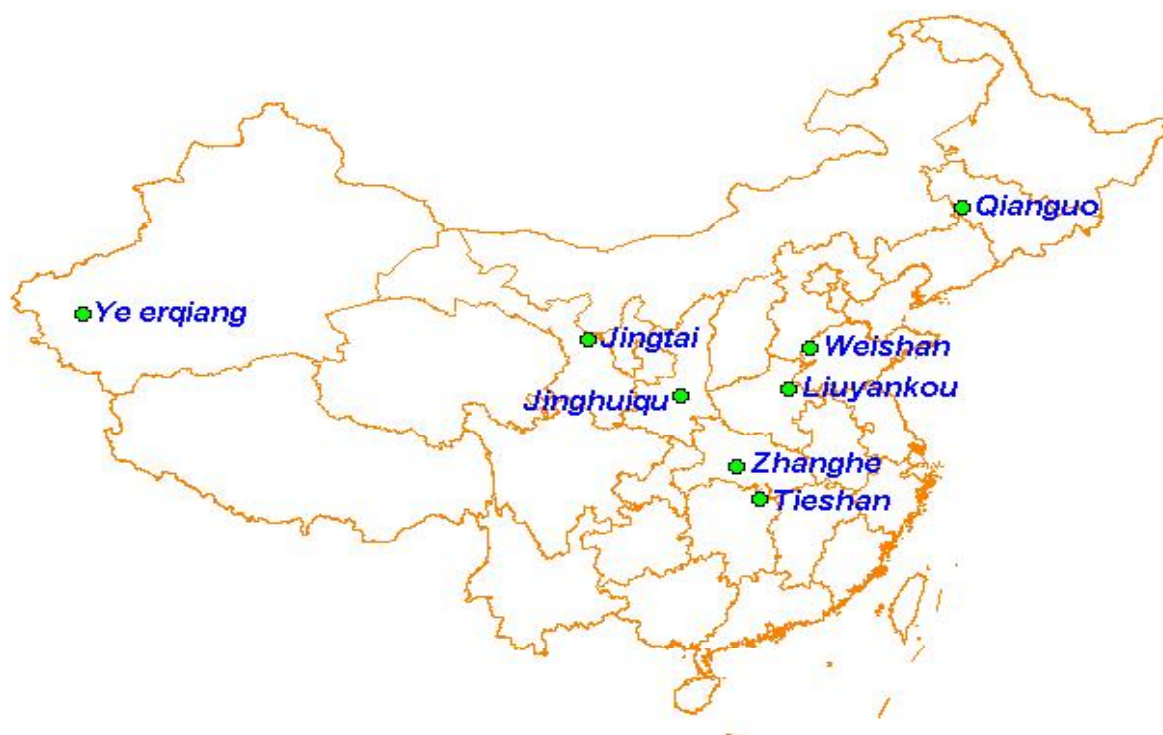 Qianguo
Ye erqiang
Jingtai
Weishan
Liuyankou
Jinghuiqu
Zhanghe
Tieshan